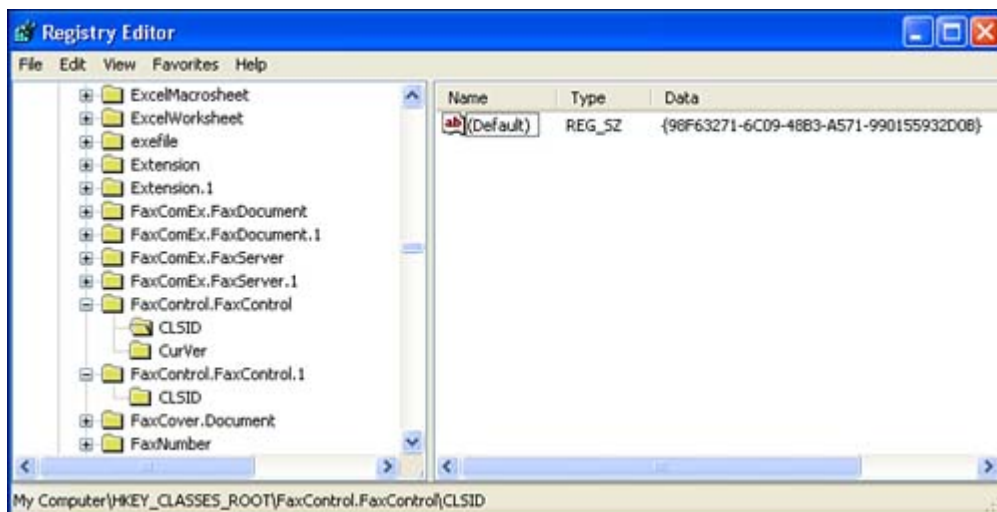 Registry Editor
File Edit View Favorites Help
ExcelMacrosheet
ExcelWorksheet
exefile
Extension
Extension.1
FaxComEx.FaxDocument
FaxComEx.FaxDocument.1
FaxComEx.FaxServer
FaxComEx.FaxServer.1
FaxControl.FaxControl
CLSID
CurVer
FaxControl.FaxControl.1
CLSID
FaxCover.Document
FaxNumber
Name Type Data
ab (Default) REG_SZ {98F63271-6C09-48B3-A571-990155932D0B}
My Computer\HKEY_CLASSES_ROOT\FaxControl.FaxControl\CLSID